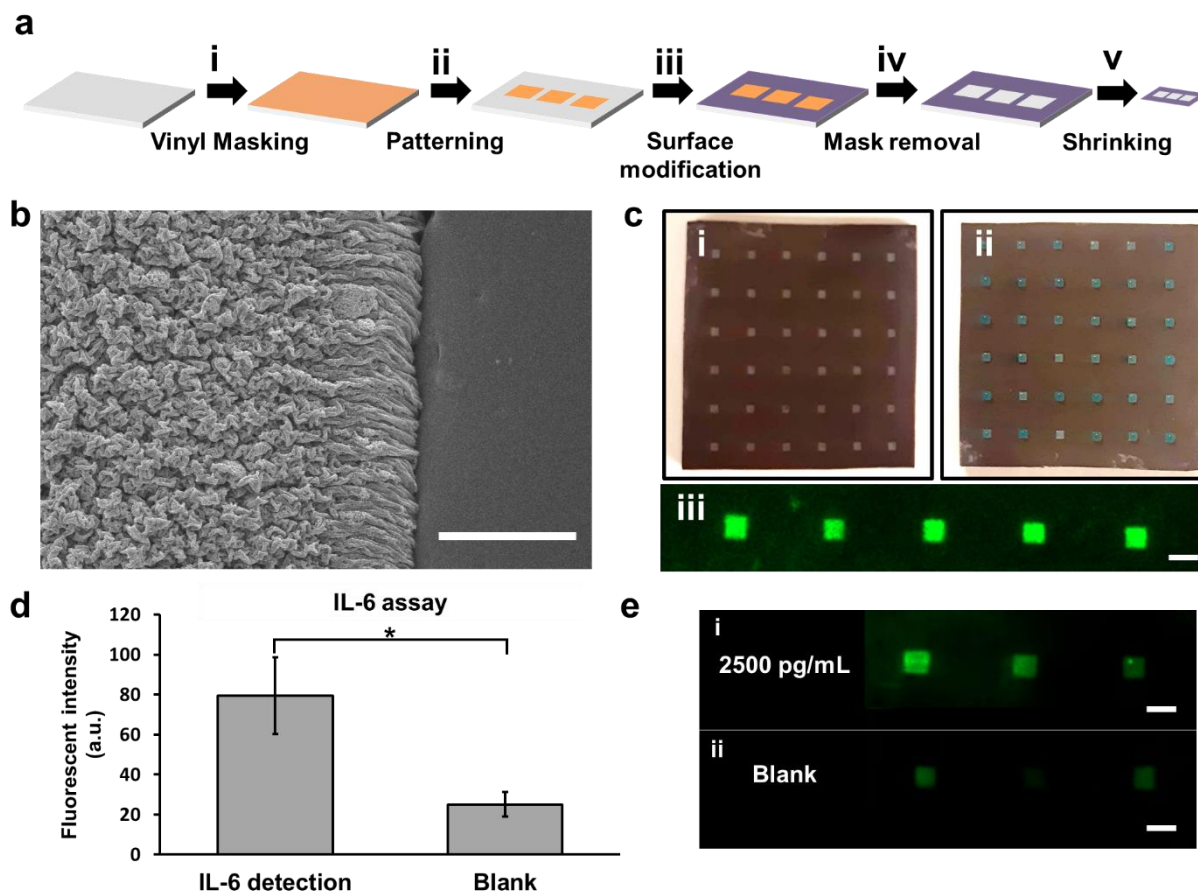 a
i
ii
iii
iv
v
Vinyl Masking
Patterning
Surface
modification
Mask removal
Shrinking
b
c
i
ii
iii
d
IL-6 assay
*
Fluorescent intensity
(a.u.)
120
100
80
60
40
20
0
IL-6 detection
Blank
e
i
2500 pg/mL
ii
Blank